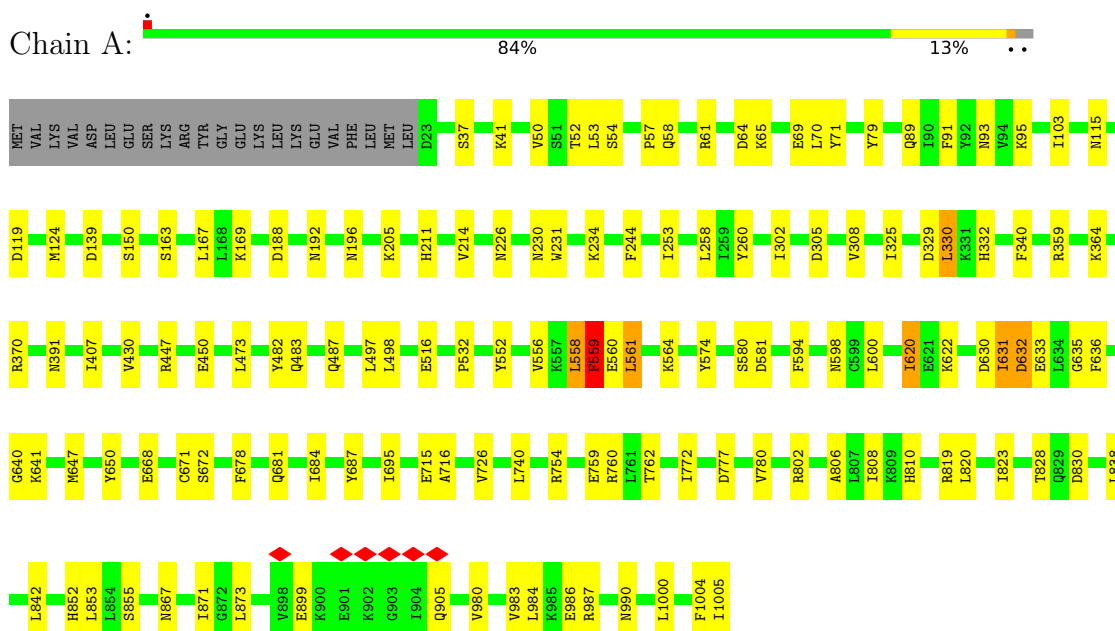 Chain A:
84% 13%
MET VAL LYS VAL ASP LEU GLU SER LYS ARG TYR GLY GLU LYS LEU LYS GLU VAL PHE LEU MET LEU D23 S37 K41 V50 S51 T52 L53 S54 P57 Q58 R61 D64 K65 E69 L70 Y71 Y79 Q89 I90 F91 Y92 N93 V94 K95 I103 N115
D119 M124 D139 S150 S163 L167 L168 K169 D188 N192 N196 K205 H211 V214 N226 N230 W231 K234 F244 I253 L258 I259 Y260 I302 D305 V308 I325 D329 L330 K331 H332 F340 R359 K364
R370 N391 I407 V430 R447 E450 L473 Y482 Q483 Q487 L497 L498 E516 P532 Y552 V556 K557 L558 F559 E560 L561 K564 Y574 S580 D581 F594 N598 C599 L600 I620 E621 K622 D630 I631 D632 E633 L634 G635 F636
G640 K641 M647 Y650 E668 C671 S672 F678 Q681 I684 Y687 I695 E715 A716 V726 L740 R754 E759 R760 L761 T762 I772 D777 V780 R802 A806 L807 I808 K809 H810 R819 L820 I823 T828 Q829 D830 L838
L842 H852 L853 L854 S855 N867 I871 G872 L873 V898 E899 K900 E901 K902 G903 I904 Q905 V980 V983 L984 K985 E986 R987 N990 L1000 F1004 I1005